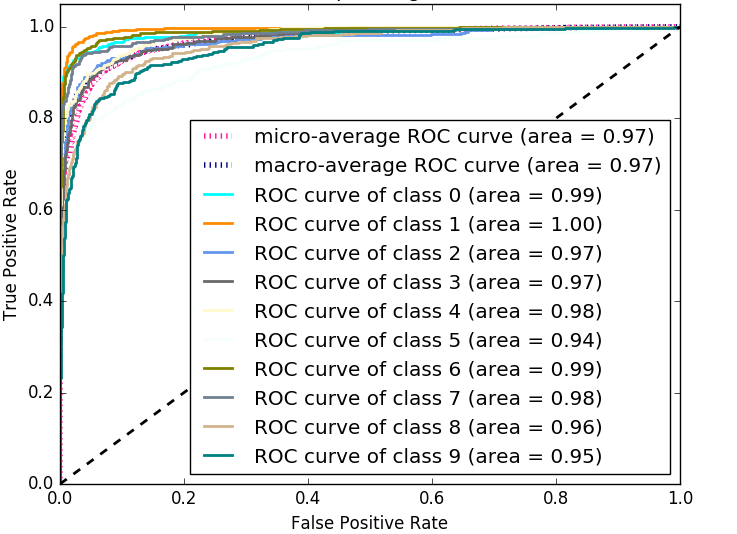 1.0
0.8
0.6
0.4
0.2
0.0
True Positive Rate
micro-average ROC curve (area = 0.97)
macro-average ROC curve (area = 0.97)
ROC curve of class 0 (area = 0.99)
ROC curve of class 1 (area = 1.00)
ROC curve of class 2 (area = 0.97)
ROC curve of class 3 (area = 0.97)
ROC curve of class 4 (area = 0.98)
ROC curve of class 5 (area = 0.94)
ROC curve of class 6 (area = 0.99)
ROC curve of class 7 (area = 0.98)
ROC curve of class 8 (area = 0.96)
ROC curve of class 9 (area = 0.95)
0.0 0.2 0.4 0.6 0.8 1.0
False Positive Rate